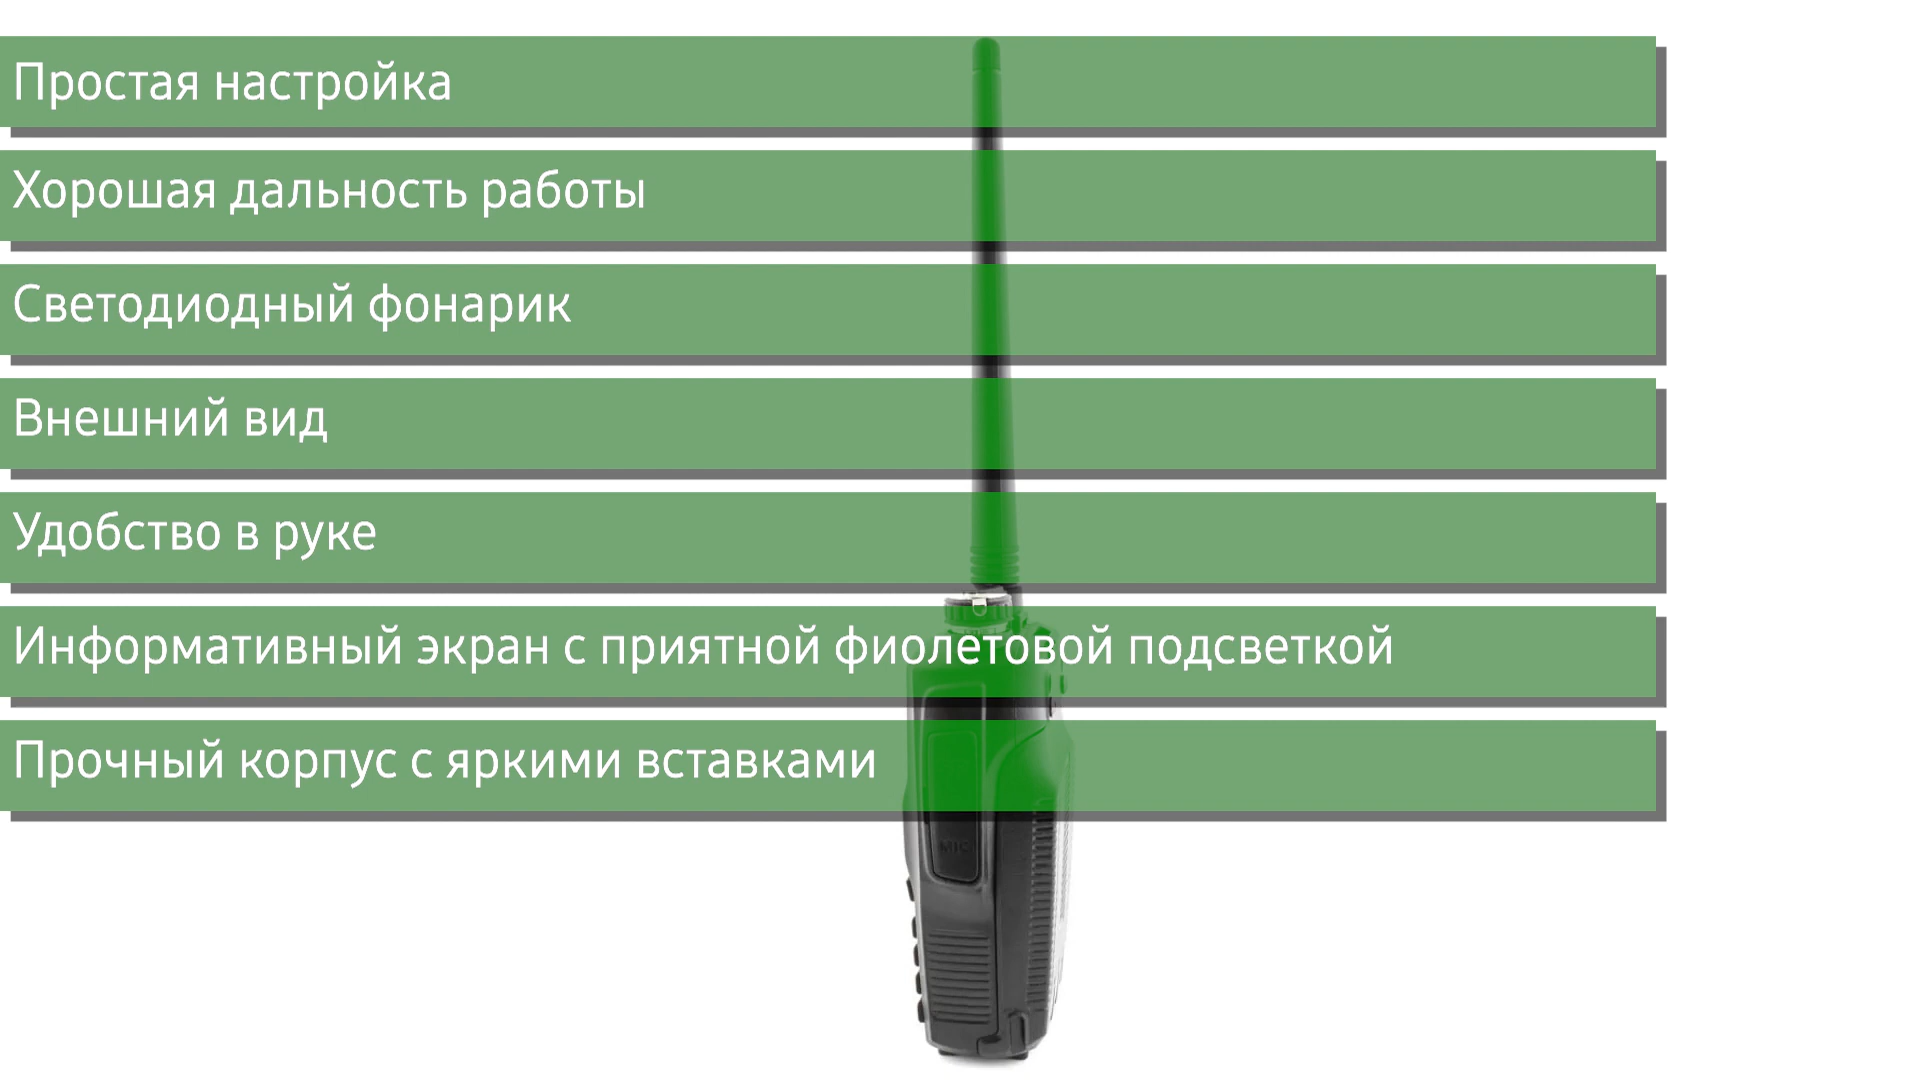 Простая настройка
Хорошая дальность работы
Светодиодный фонарик
Внешний вид
Удобство в руке
Информативный экран с приятной фиолетовой подсветкой
Прочный корпус с яркими вставками
MIC